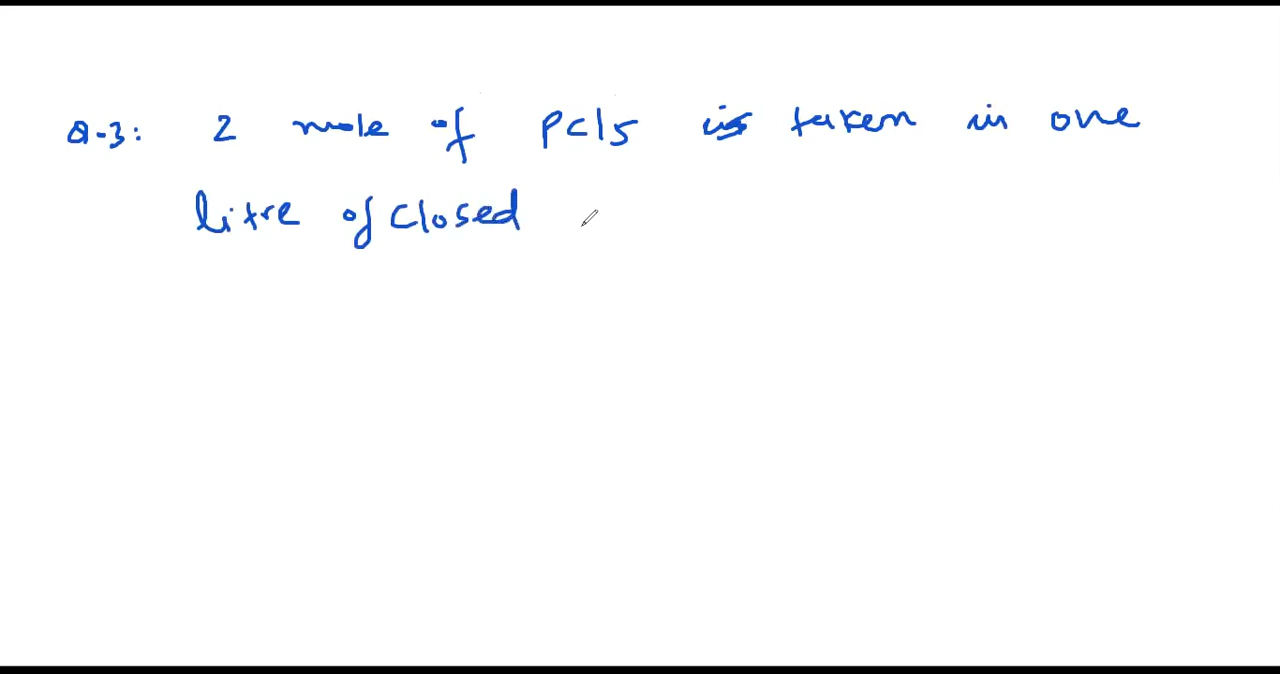 Q-3: 2 mole of PCl5 is taken in one
litre of closed